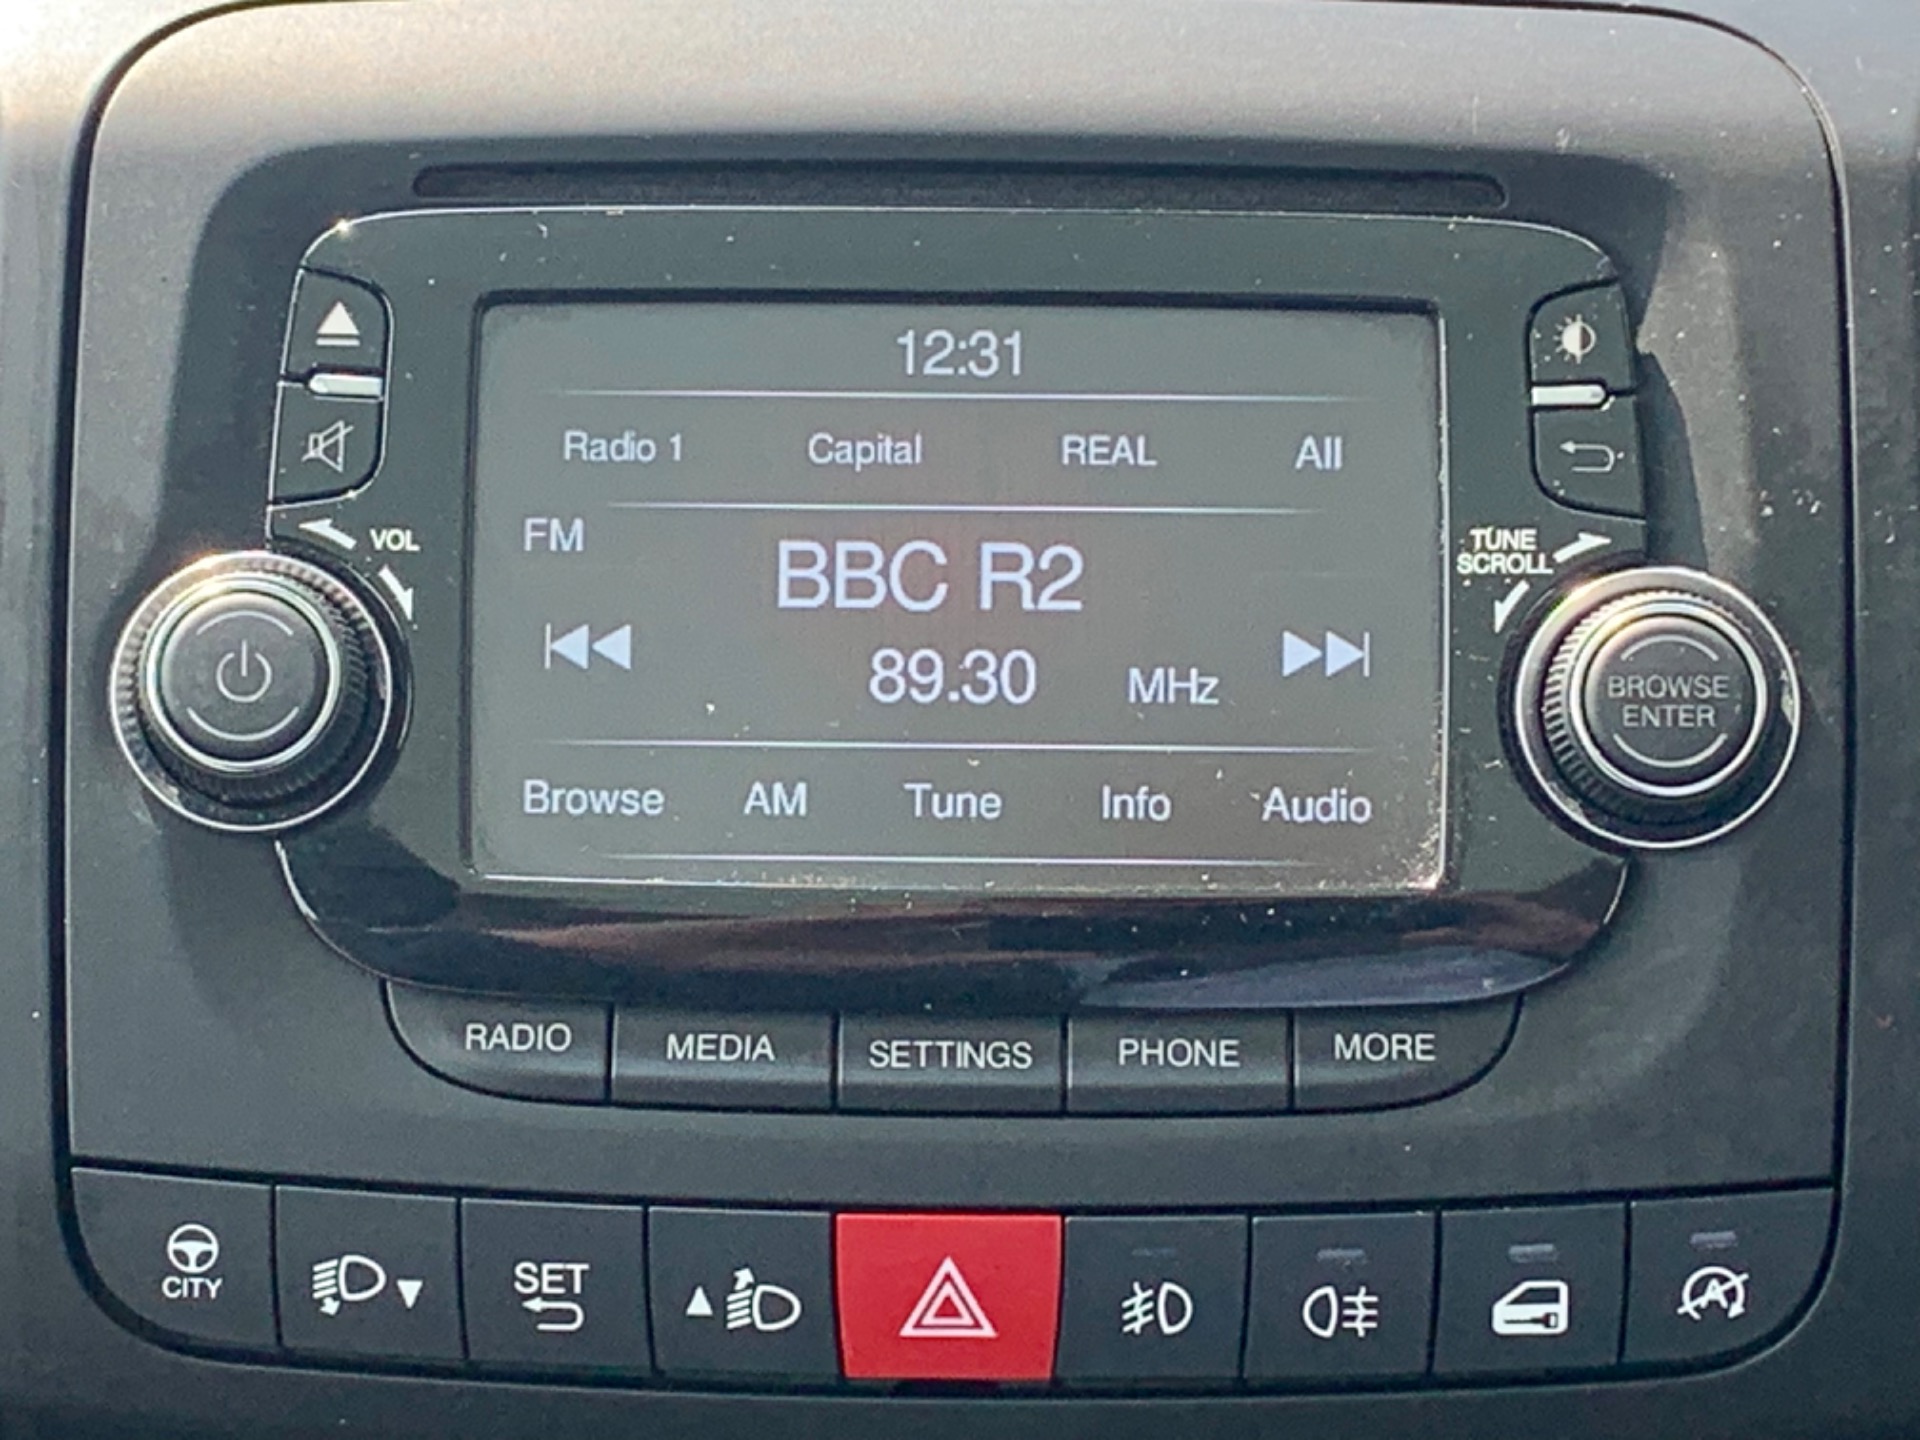 12:31
Radio 1 Capital REAL All
FM
BBC R2
89.30 MHz
VOL
TUNE
SCROLL
BROWSE
ENTER
Browse AM Tune Info Audio
RADIO MEDIA SETTINGS PHONE MORE
CITY
SET
A